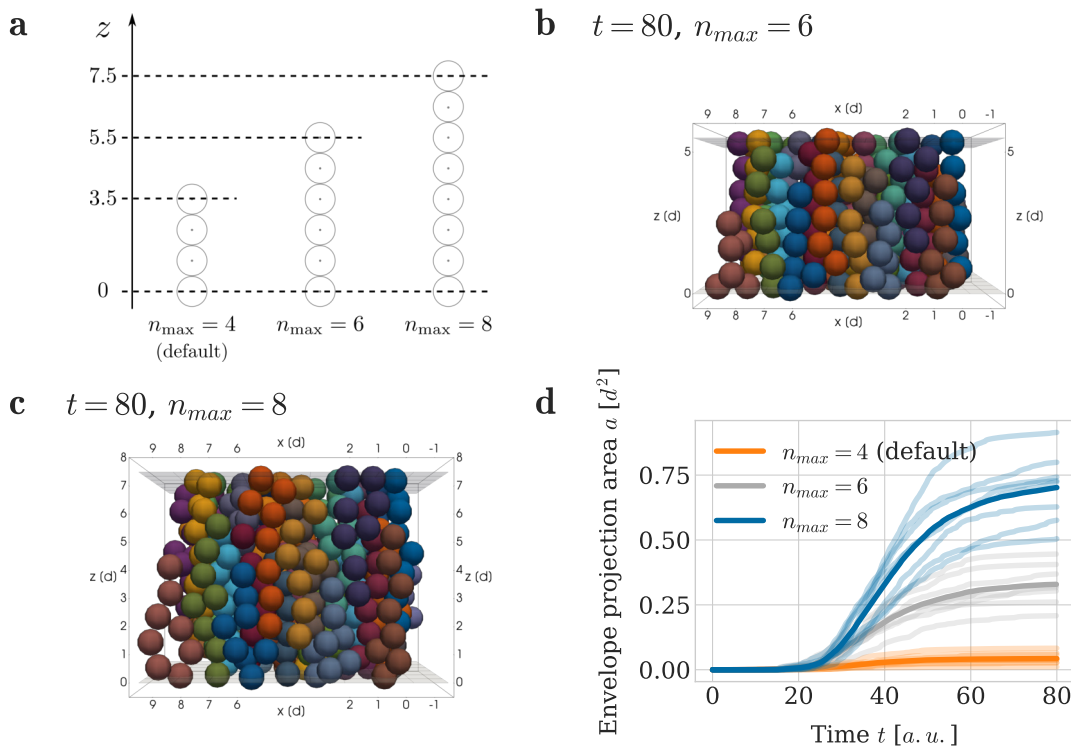 a
z
7.5
5.5
3.5
0
n_max = 4
(default)
n_max = 6
n_max = 8
b t = 80, n_max = 6
9 8 7 6 x (d) 2 1 0 -1
5 5
z (d) z (d)
0 0
9 8 7 6 x (d) 2 1 0 -1
c t = 80, n_max = 8
9 8 7 6 x (d) 2 1 0 -1
8 8
7 7
6 6
5 5
4 4
z (d) z (d)
3 3
2 2
1 1
0 0
9 8 7 6 x (d) 2 1 0 -1
d
Envelope projection area a [d²]
0.75
0.50
0.25
0.00
n_max = 4 (default)
n_max = 6
n_max = 8
0 20 40 60 80
Time t [a. u.]